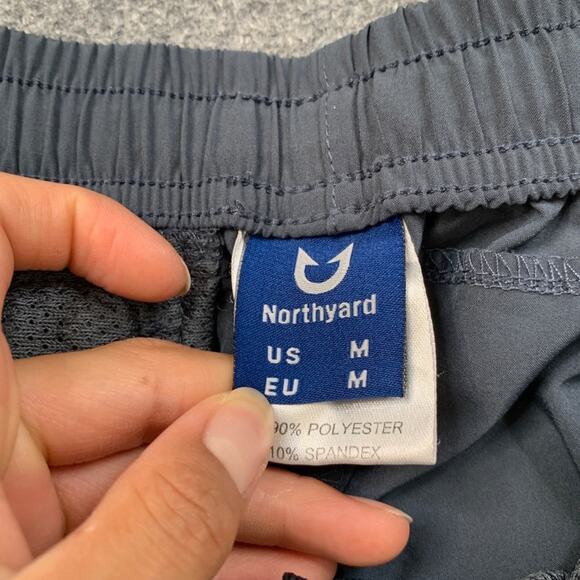 Northyard
US M
EU M
90% POLYESTER
10% SPANDEX